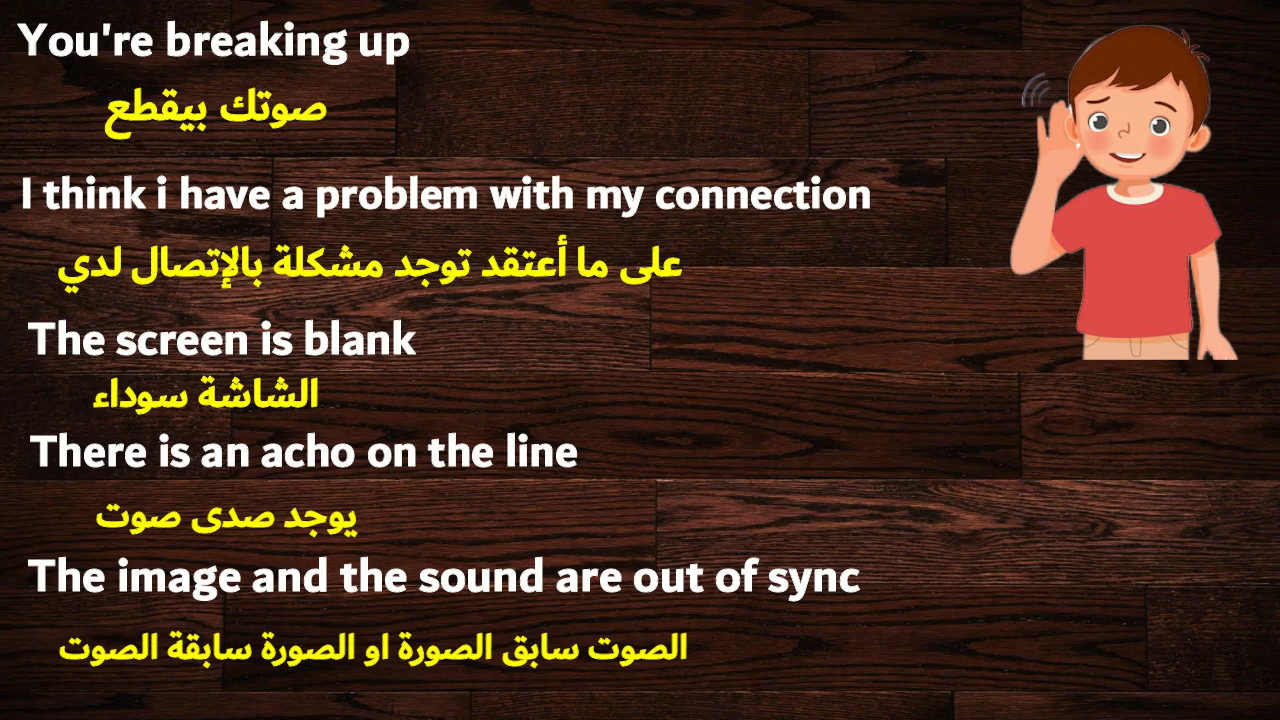 You're breaking up
صوتك بيقطع
I think i have a problem with my connection
على ما أعتقد توجد مشكلة بالإتصال لدي
The screen is blank
الشاشة سوداء
There is an acho on the line
يوجد صدى صوت
The image and the sound are out of sync
الصوت سابق الصورة او الصورة سابقة الصوت